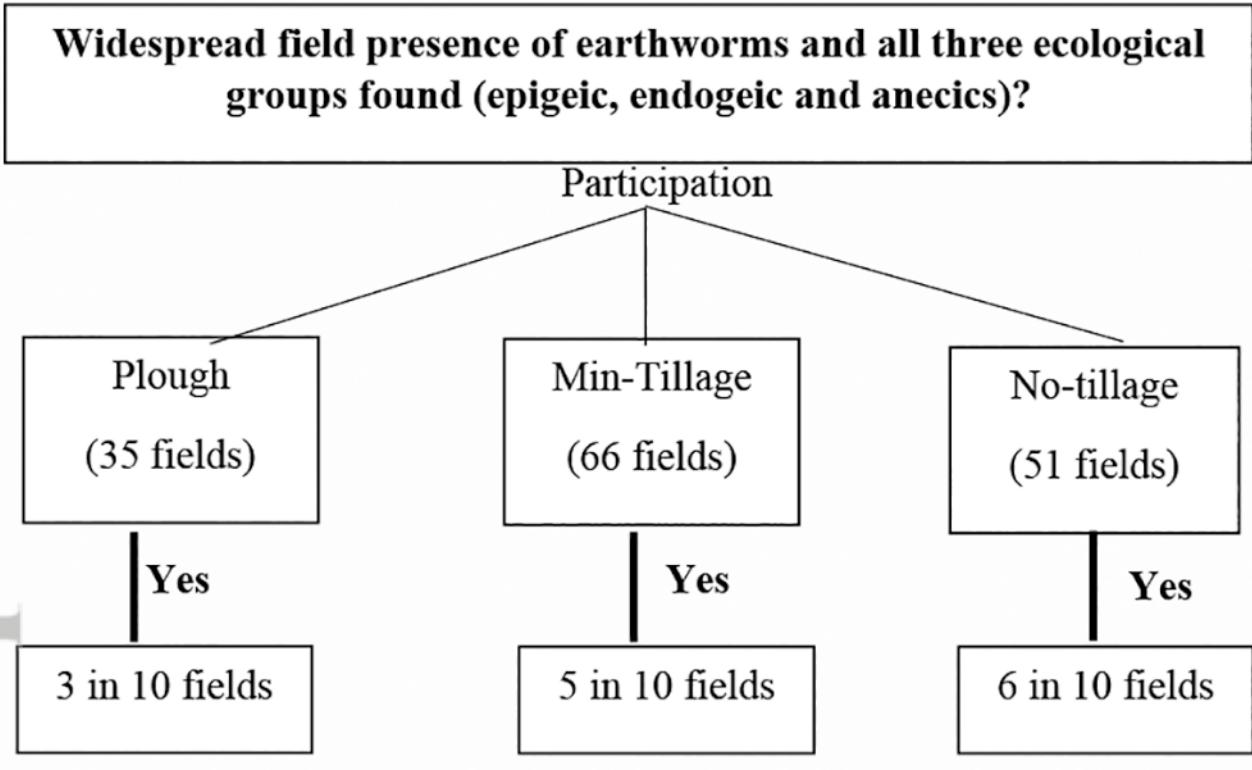 Widespread field presence of earthworms and all three ecological
groups found (epigeic, endogeic and anecics)?
Participation
Plough
(35 fields)
Min-Tillage
(66 fields)
No-tillage
(51 fields)
Yes
Yes
Yes
3 in 10 fields
5 in 10 fields
6 in 10 fields